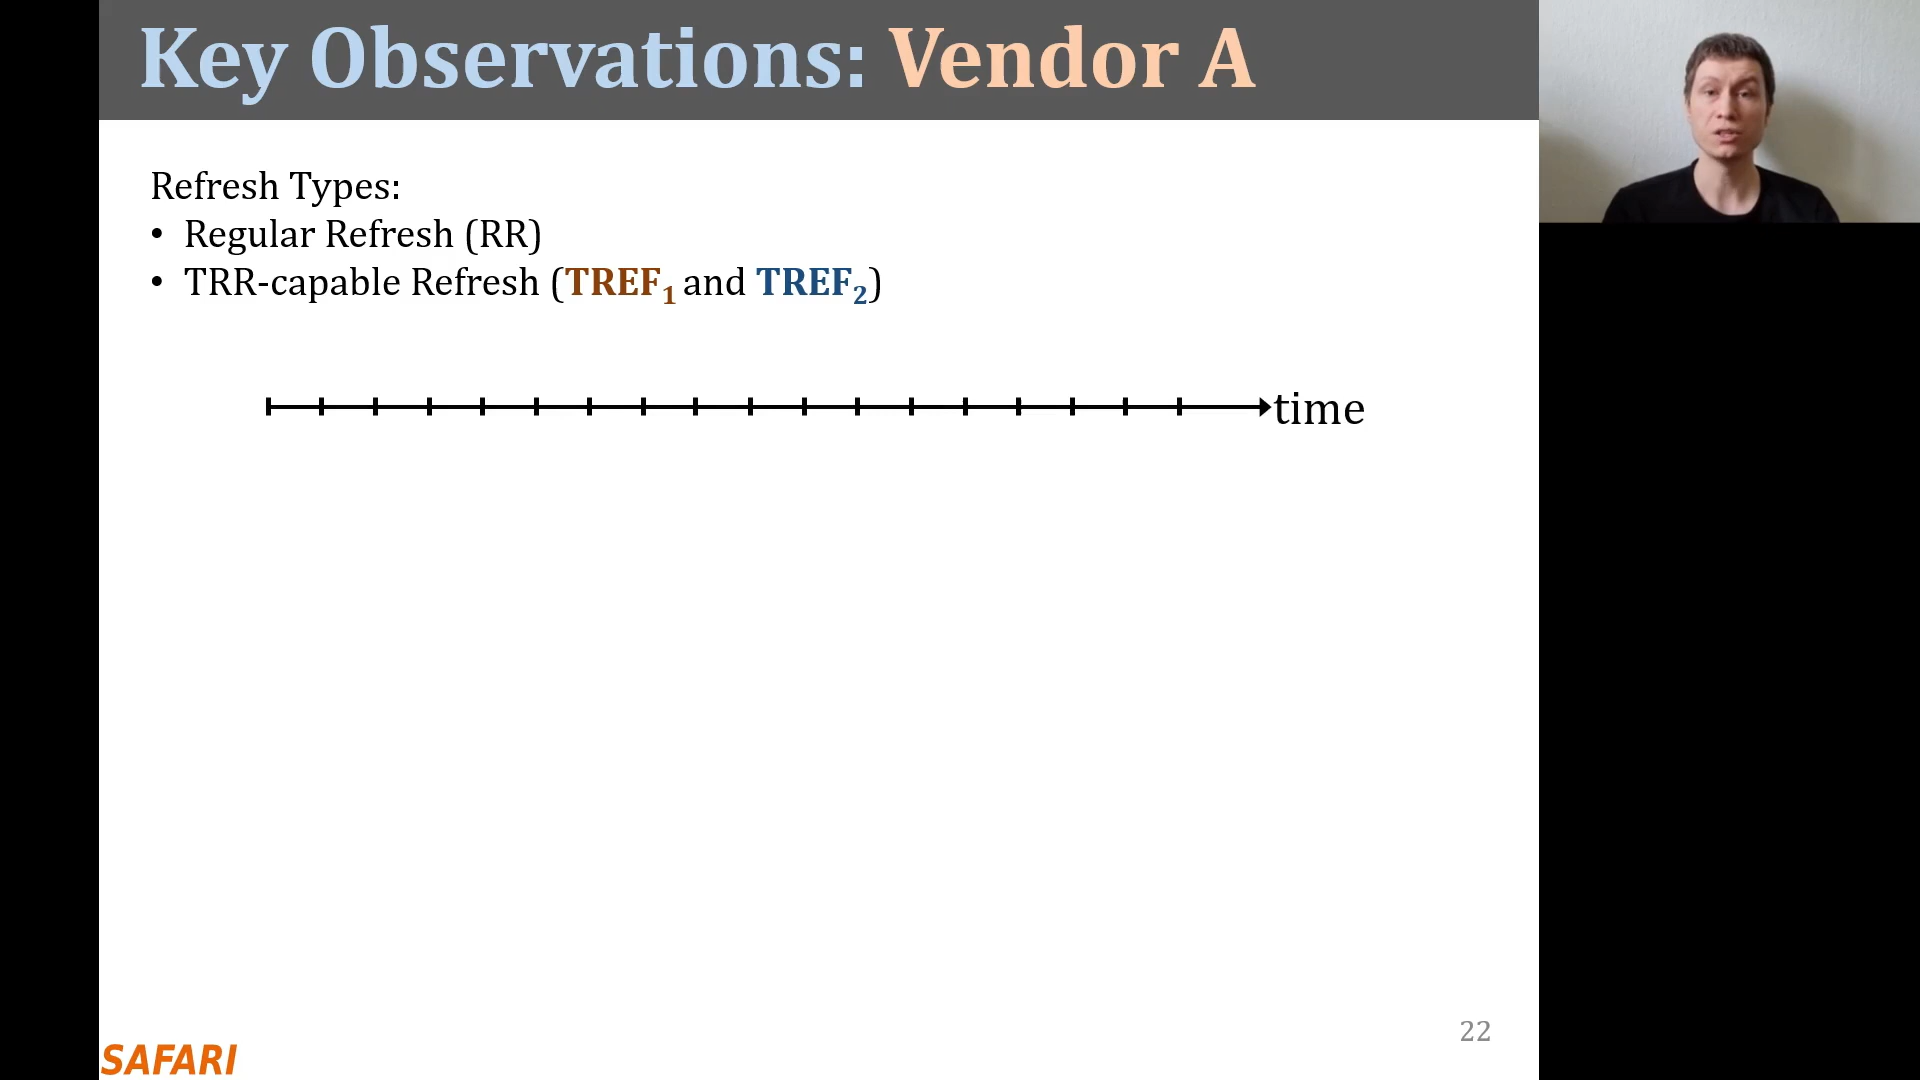 Key Observations: Vendor A
Refresh Types:
• Regular Refresh (RR)
• TRR-capable Refresh (TREF₁ and TREF₂)
time
22
SAFARI